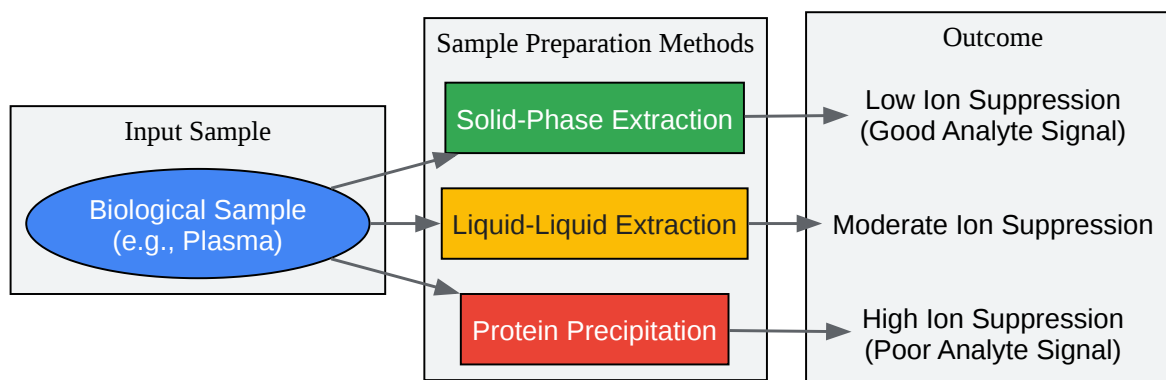 Input Sample
Biological Sample
(e.g., Plasma)
Sample Preparation Methods
Solid-Phase Extraction
Liquid-Liquid Extraction
Protein Precipitation
Outcome
Low Ion Suppression
(Good Analyte Signal)
Moderate Ion Suppression
High Ion Suppression
(Poor Analyte Signal)